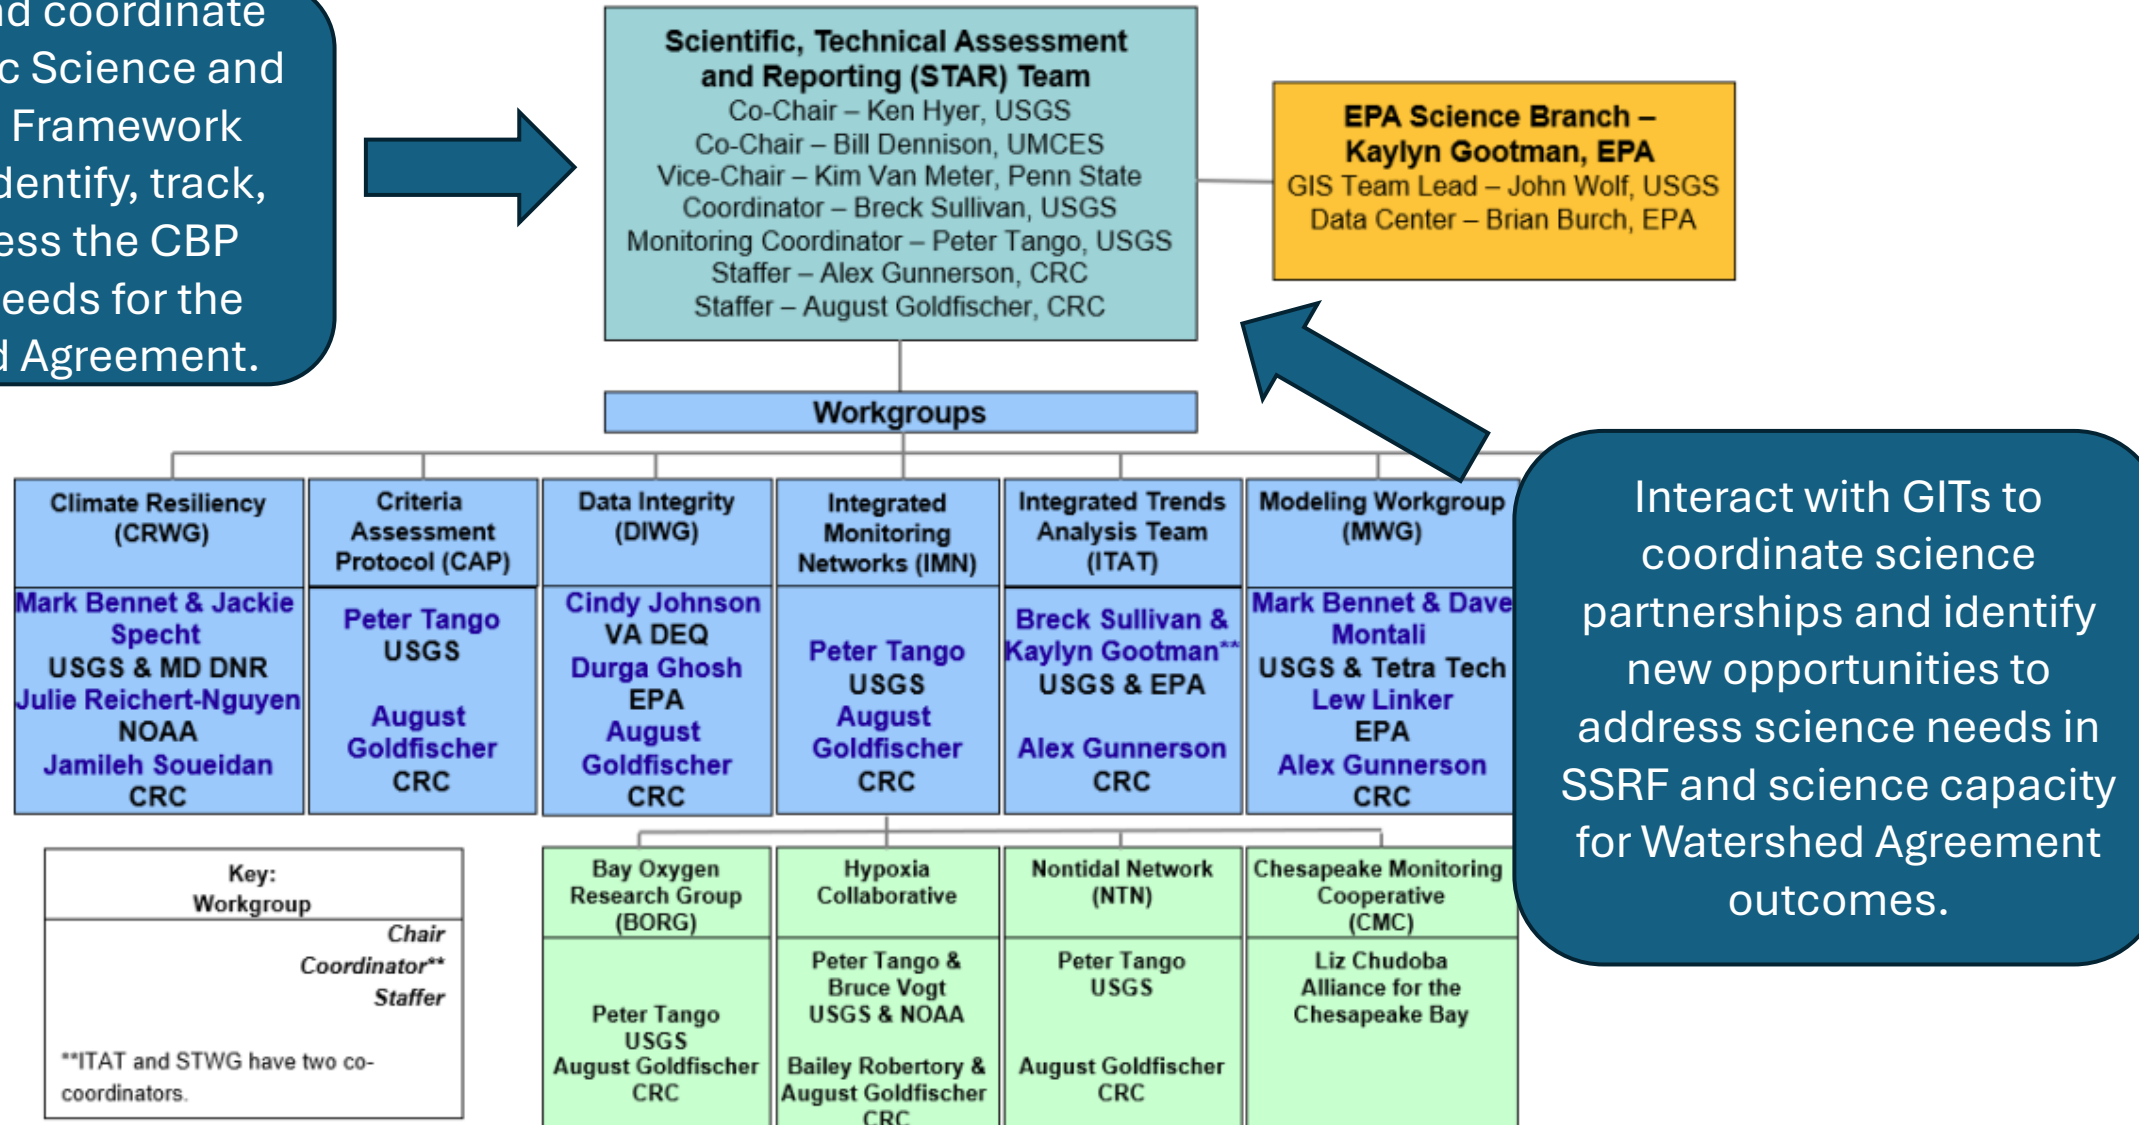 nd coordinate
c Science and
Framework
dentify, track,
ess the CBP
eeds for the
d Agreement.
Scientific, Technical Assessment
and Reporting (STAR) Team
Co-Chair – Ken Hyer, USGS
Co-Chair – Bill Dennison, UMCES
Vice-Chair – Kim Van Meter, Penn State
Coordinator – Breck Sullivan, USGS
Monitoring Coordinator – Peter Tango, USGS
Staffer – Alex Gunnerson, CRC
Staffer – August Goldfischer, CRC
EPA Science Branch –
Kaylyn Gootman, EPA
GIS Team Lead – John Wolf, USGS
Data Center – Brian Burch, EPA
Workgroups
Climate Resiliency
(CRWG)
Mark Bennet & Jackie
Specht
USGS & MD DNR
Julie Reichert-Nguyen
NOAA
Jamileh Soueidan
CRC
Criteria
Assessment
Protocol (CAP)
Peter Tango
USGS
August
Goldfischer
CRC
Data Integrity
(DIWG)
Cindy Johnson
VA DEQ
Durga Ghosh
EPA
August
Goldfischer
CRC
Integrated
Monitoring
Networks (IMN)
Peter Tango
USGS
August
Goldfischer
CRC
Integrated Trends
Analysis Team
(ITAT)
Breck Sullivan &
Kaylyn Gootman**
USGS & EPA
Alex Gunnerson
CRC
Modeling Workgroup
(MWG)
Mark Bennet & Dave
Montali
USGS & Tetra Tech
Lew Linker
EPA
Alex Gunnerson
CRC
Interact with GITs to
coordinate science
partnerships and identify
new opportunities to
address science needs in
SSRF and science capacity
for Watershed Agreement
outcomes.
Key:
Workgroup
Chair
Coordinator**
Staffer
**ITAT and STWG have two co-
coordinators.
Bay Oxygen
Research Group
(BORG)
Peter Tango
USGS
August Goldfischer
CRC
Hypoxia
Collaborative
Peter Tango &
Bruce Vogt
USGS & NOAA
Bailey Robertory &
August Goldfischer
CRC
Nontidal Network
(NTN)
Peter Tango
USGS
August Goldfischer
CRC
Chesapeake Monitoring
Cooperative
(CMC)
Liz Chudoba
Alliance for the
Chesapeake Bay